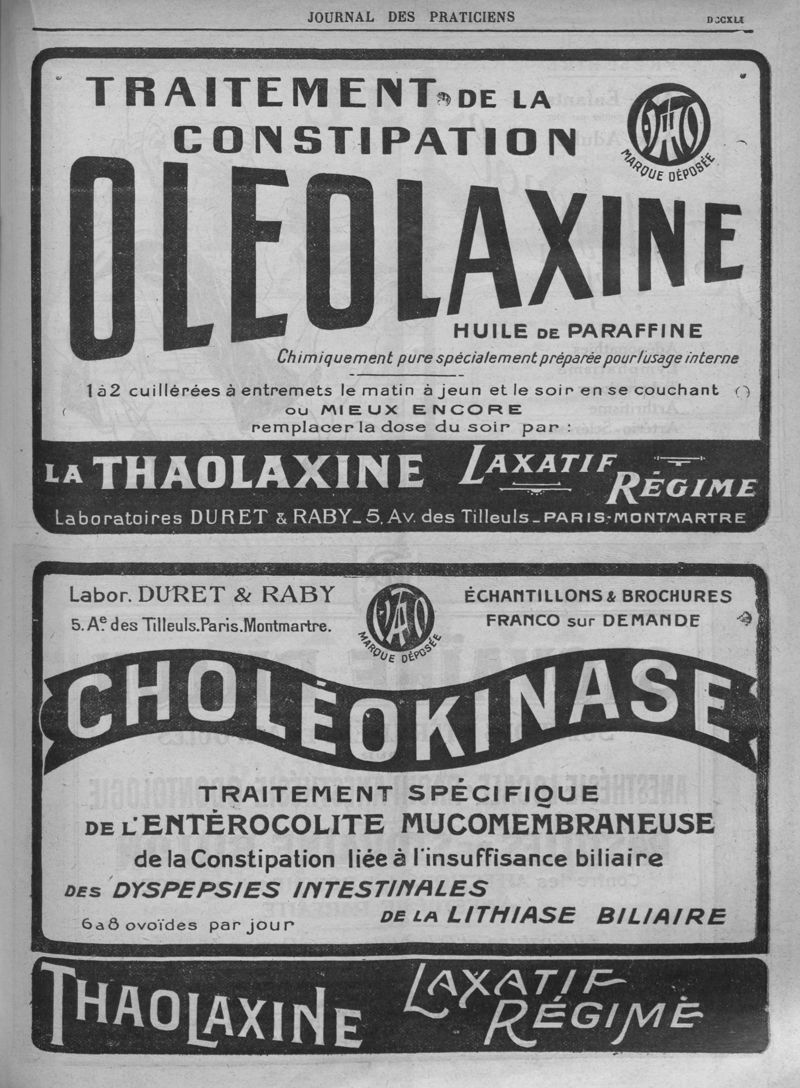 JOURNAL DES PRATICIENS
TRAITEMENT DE LA
CONSTIPATION
MARQUE DÉPOSÉE
OLEOLAXINE
HUILE DE PARAFFINE
Chimiquement pure spécialement préparée pour l'usage interne
1 à 2 cuillérées à entremets le matin à jeun et le soir en se couchant
OU MIEUX ENCORE
remplacer la dose du soir par :
LA THAOLAXINE LAXATIF RÉGIME
Laboratoires DURET & RABY_5, Av. des Tilleuls_PARIS-MONTMARTRE
Labor. DURET & RABY
5. Ae. des Tilleuls. Paris. Montmartre.
MARQUE DÉPOSÉE
ÉCHANTILLONS & BROCHURES
FRANCO sur DEMANDE
CHOLÉOKINASE
TRAITEMENT SPÉCIFIQUE
DE L'ENTÉROCOLITE MUCOMEMBRANEUSE
de la Constipation liée à l'insuffisance biliaire
DES DYSPEPSIES INTESTINALES
DE LA LITHIASE BILIAIRE
6 a 8 ovoïdes par jour
THAOLAXINE LAXATIF RÉGIME